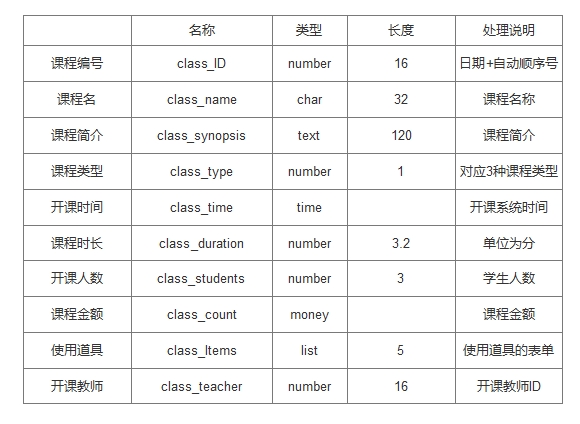 名称 类型 长度 处理说明
课程编号 class_ID number 16 日期+自动顺序号
课程名 class_name char 32 课程名称
课程简介 class_synopsis text 120 课程简介
课程类型 class_type number 1 对应3种课程类型
开课时间 class_time time 开课系统时间
课程时长 class_duration number 3.2 单位为分
开课人数 class_students number 3 学生人数
课程金额 class_count money 课程金额
使用道具 class_Items list 5 使用道具的表单
开课教师 class_teacher number 16 开课教师ID